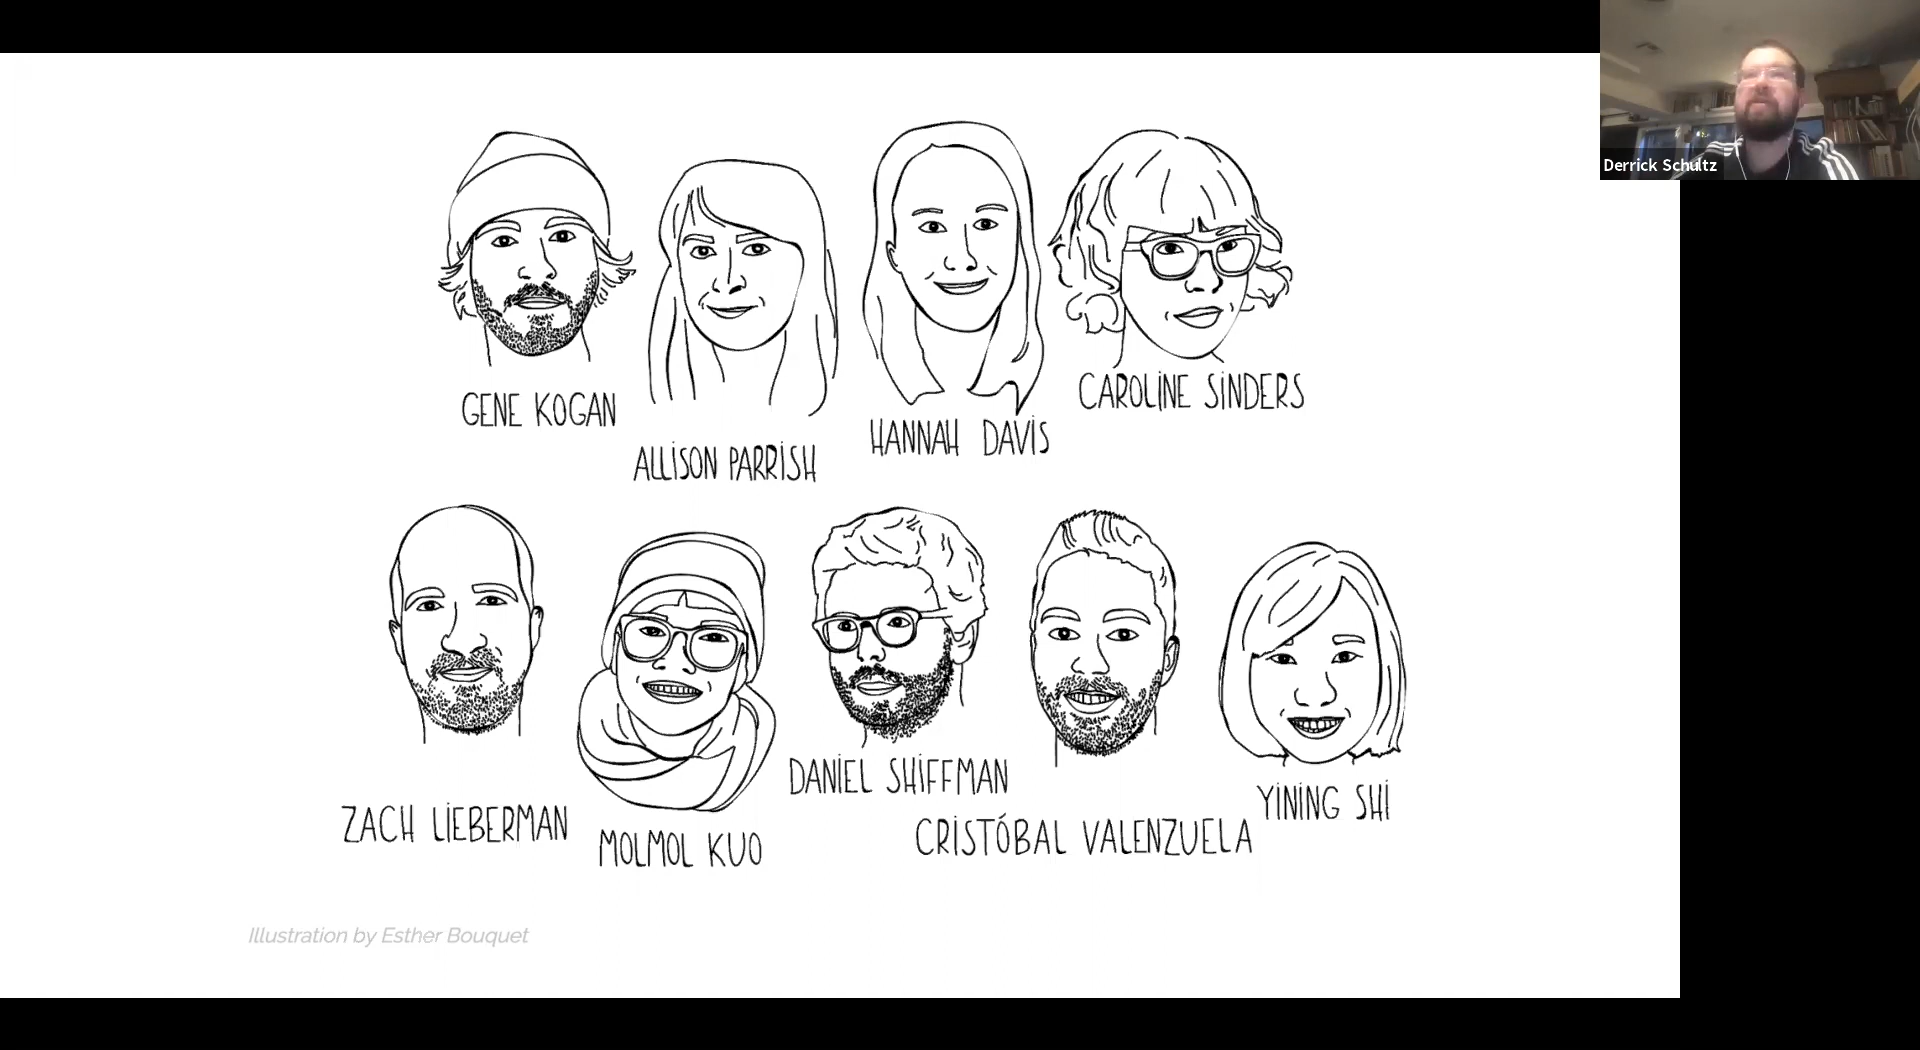 Derrick Schultz
GENE KOGAN
ALLISON PARRISH
HANNAH DAVIS
CAROLINE SINDERS
ZACH LIEBERMAN
MOLMOL KUO
DANIEL SHIFFMAN
CRISTÓBAL VALENZUELA
YINING SHI
Illustration by Esther Bouquet